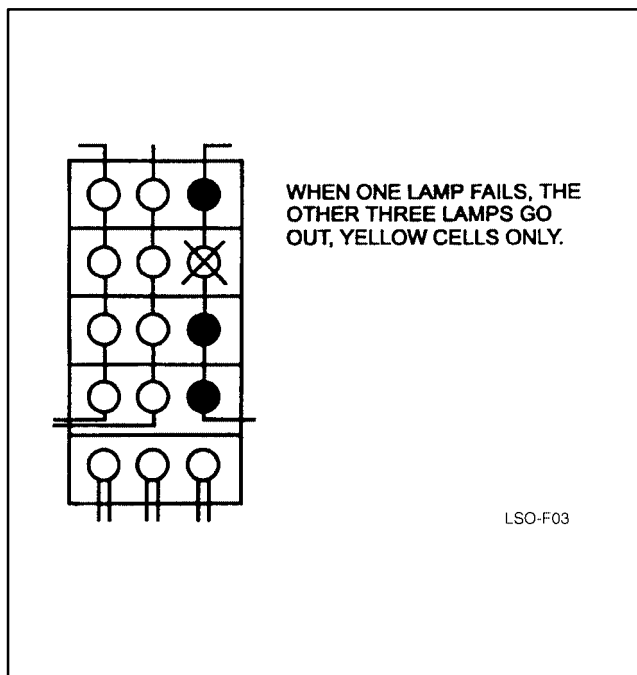 WHEN ONE LAMP FAILS, THE
OTHER THREE LAMPS GO
OUT, YELLOW CELLS ONLY.
LSO-F03